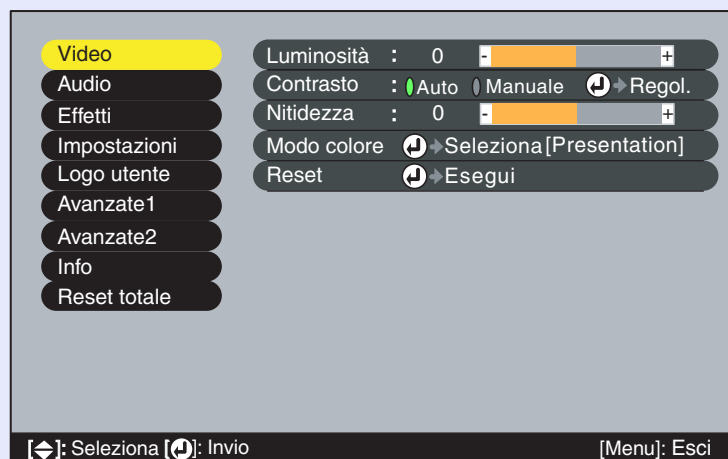 Video
Audio
Effetti
Impostazioni
Logo utente
Avanzate1
Avanzate2
Info
Reset totale
Luminosità : 0 - +
Contrasto : Auto Manuale Regol.
Nitidezza : 0 - +
Modo colore Seleziona [Presentation]
Reset Esegui
[ ]: Seleziona [ ]: Invio [Menu]: Esci